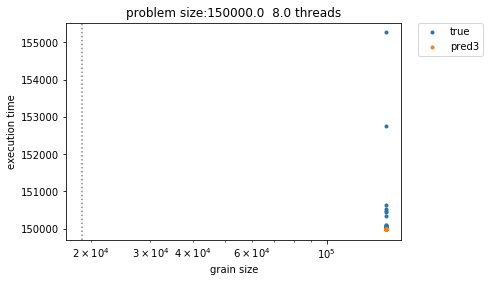 problem size:150000.0  8.0 threads
true
pred3
execution time
155000
154000
153000
152000
151000
150000
2 × 10⁴
3 × 10⁴
4 × 10⁴
6 × 10⁴
10⁵
grain size